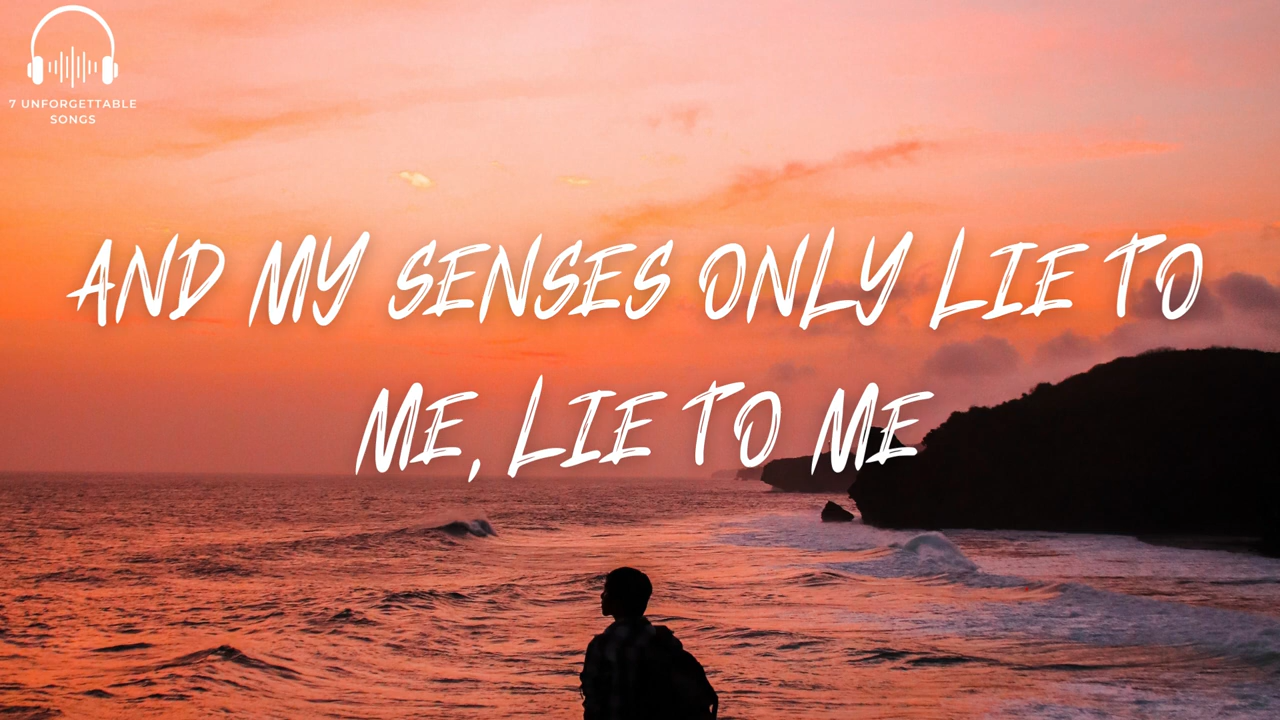 7 UNFORGETTABLE
SONGS
AND MY SENSES ONLY LIE TO
ME, LIE TO ME